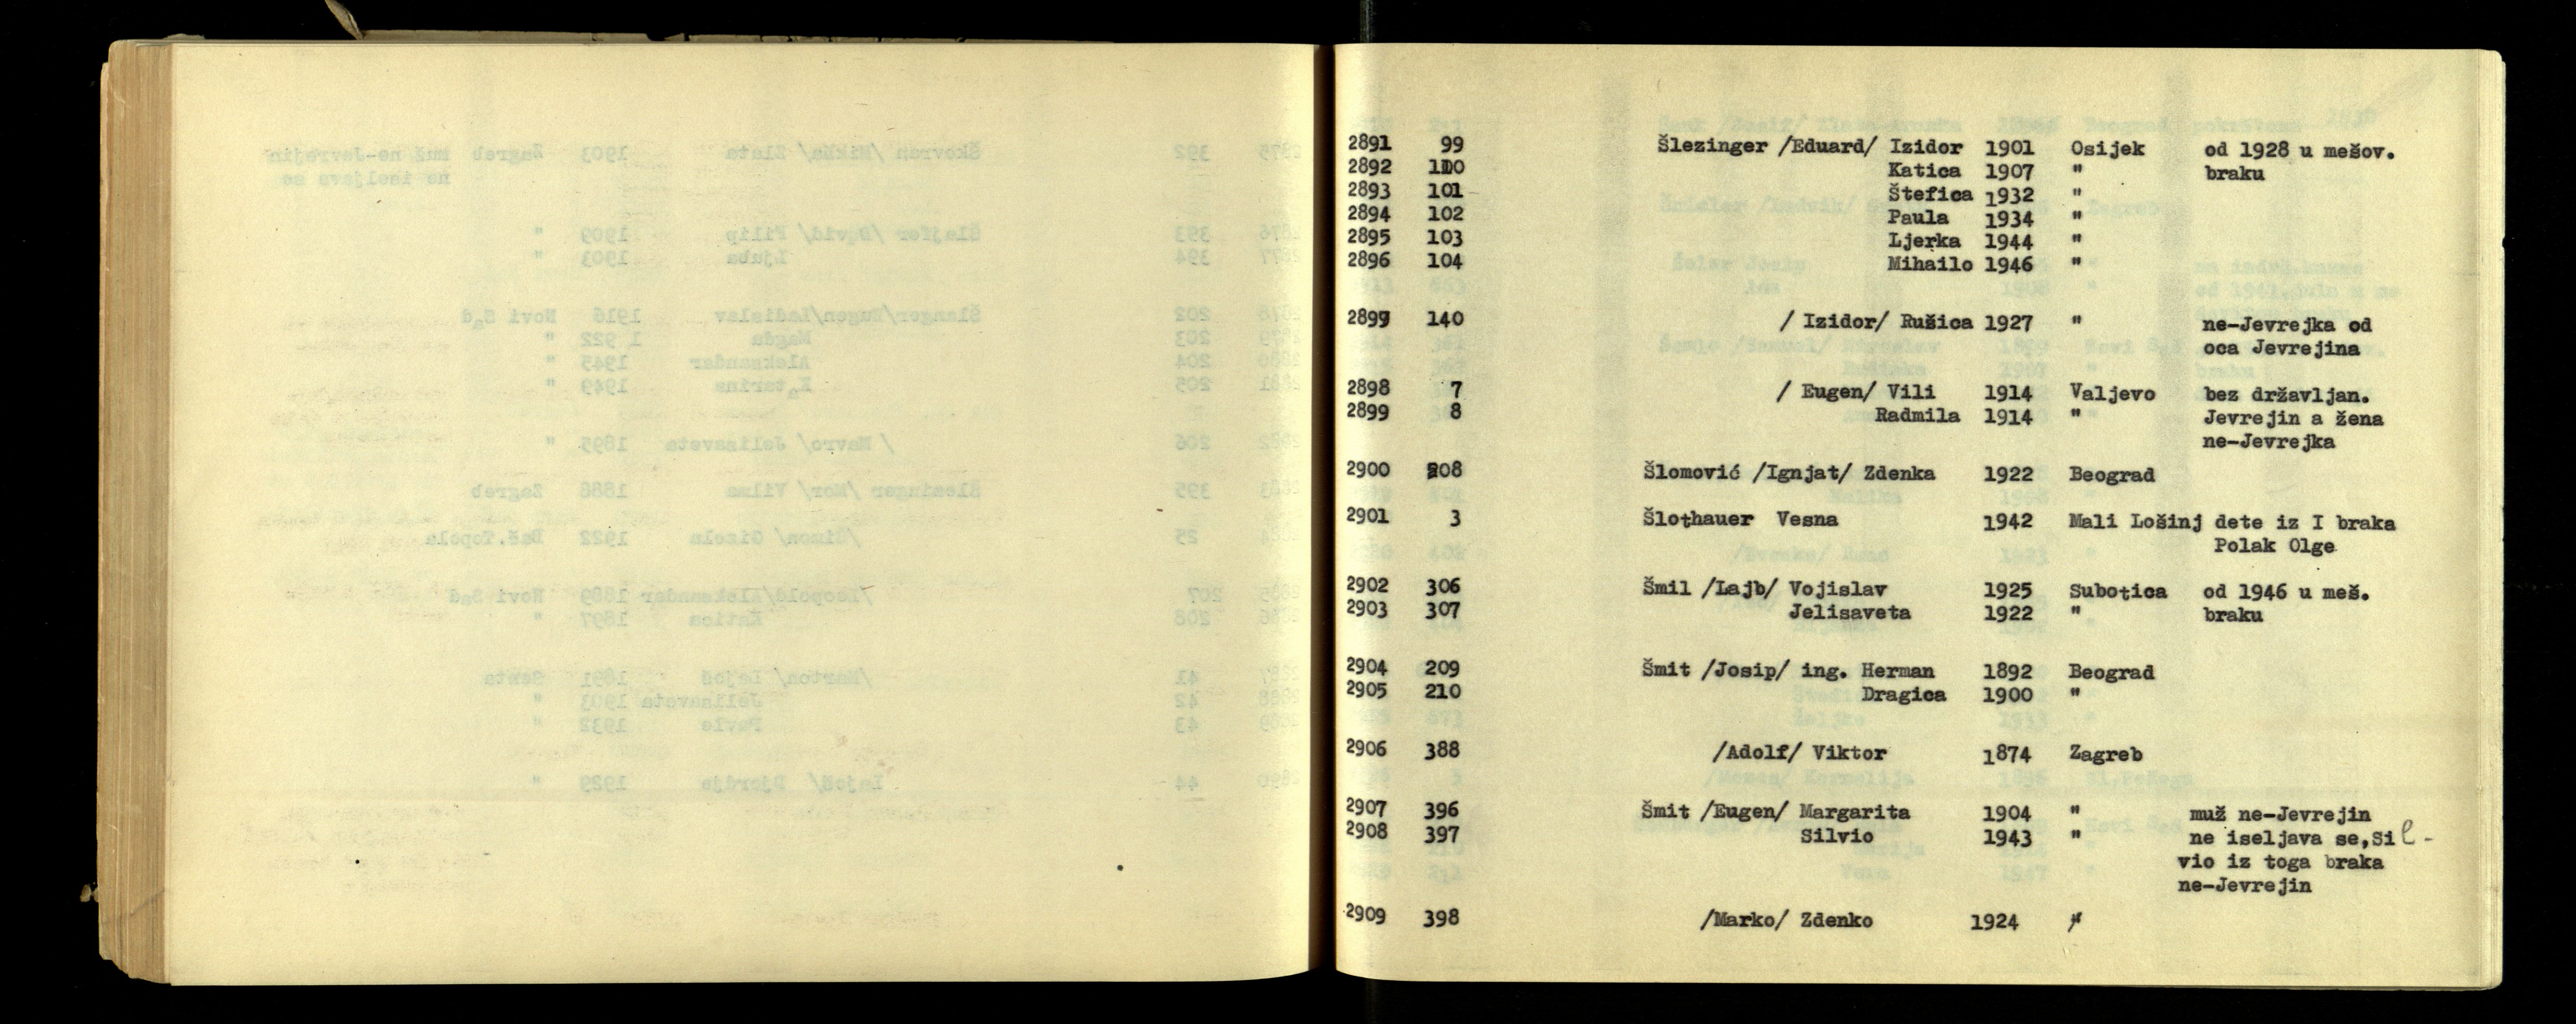 2891 99 Šlezinger /Eduard/ Izidor 1901 Osijek od 1928 u mešov.
2892 100 Katica 1907 " braku
2893 101 Štefica 1932 "
2894 102 Paula 1934 "
2895 103 Ljerka 1944 "
2896 104 Mihailo 1946 "
2897 140 / Izidor/ Rušica 1927 " ne-Jevrejka od
oca Jevrejina
2898 7 / Eugen/ Vili 1914 Valjevo bez državljan.
2899 8 Radmila 1914 " Jevrejin a žena
ne-Jevrejka
2900 208 Šlomović /Ignjat/ Zdenka 1922 Beograd
2901 3 Šlothauer Vesna 1942 Mali Lošinj dete iz I braka
Polak Olge
2902 306 Šmil /Lajb/ Vojislav 1925 Subotica od 1946 u meš.
2903 307 Jelisaveta 1922 " braku
2904 209 Šmit /Josip/ ing. Herman 1892 Beograd
2905 210 Dragica 1900 "
2906 388 /Adolf/ Viktor 1874 Zagreb
2907 396 Šmit /Eugen/ Margarita 1904 " muž ne-Jevrejin
2908 397 Silvio 1943 " ne iseljava se,Sil-
vio iz toga braka
ne-Jevrejin
2909 398 /Marko/ Zdenko 1924 "